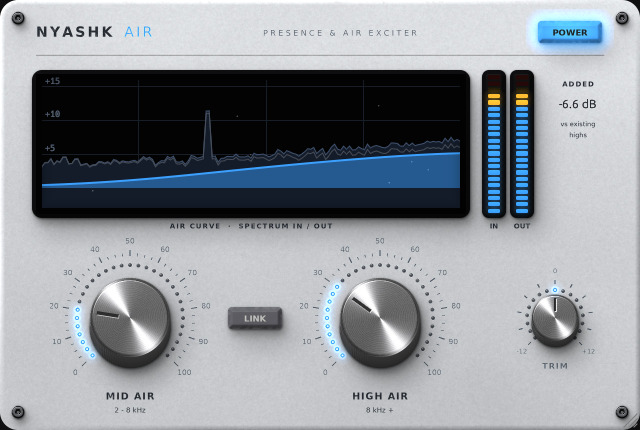 NYASHK AIR
PRESENCE & AIR EXCITER
POWER
+15
+10
+5
ADDED
-6.6 dB
vs existing
highs
IN OUT
AIR CURVE · SPECTRUM IN / OUT
0 10 20 30 40 50 60 70 80 90 100
MID AIR
2 - 8 kHz
LINK
0 10 20 30 40 50 60 70 80 90 100
HIGH AIR
8 kHz +
0
-12 +12
TRIM